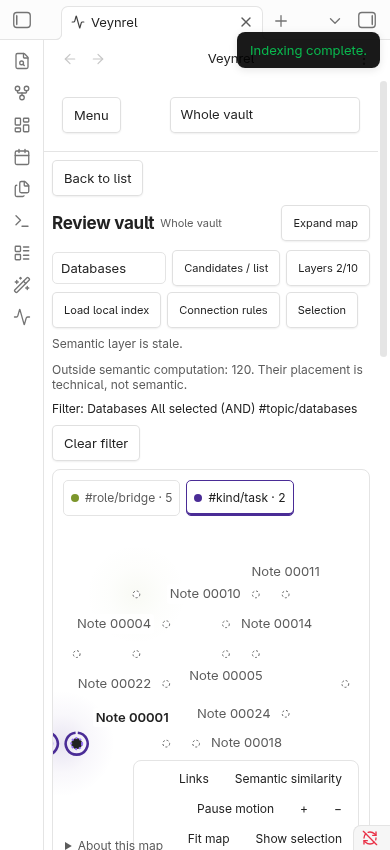 Veynrel
Indexing complete.
Menu
Whole vault
Back to list
Review vault Whole vault
Expand map
Databases
Candidates / list
Layers 2/10
Load local index
Connection rules
Selection
Semantic layer is stale.
Outside semantic computation: 120. Their placement is
technical, not semantic.
Filter: Databases All selected (AND) #topic/databases
Clear filter
#role/bridge · 5
#kind/task · 2
Note 00011
Note 00010
Note 00004
Note 00014
Note 00005
Note 00022
Note 00024
Note 00001
Note 00018
Links
Semantic similarity
Pause motion
+
−
Fit map
Show selection
About this map